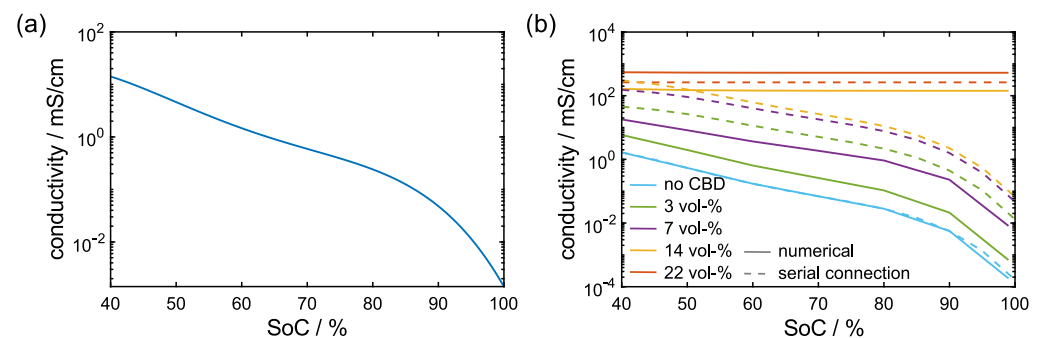 (a)
conductivity / mS/cm
10^2
10^0
10^-2
40 50 60 70 80 90 100
SoC / %
(b)
conductivity / mS/cm
10^4
10^2
10^0
10^-2
10^-4
no CBD
3 vol-%
7 vol-%
14 vol-%
22 vol-%
numerical
serial connection
40 50 60 70 80 90 100
SoC / %